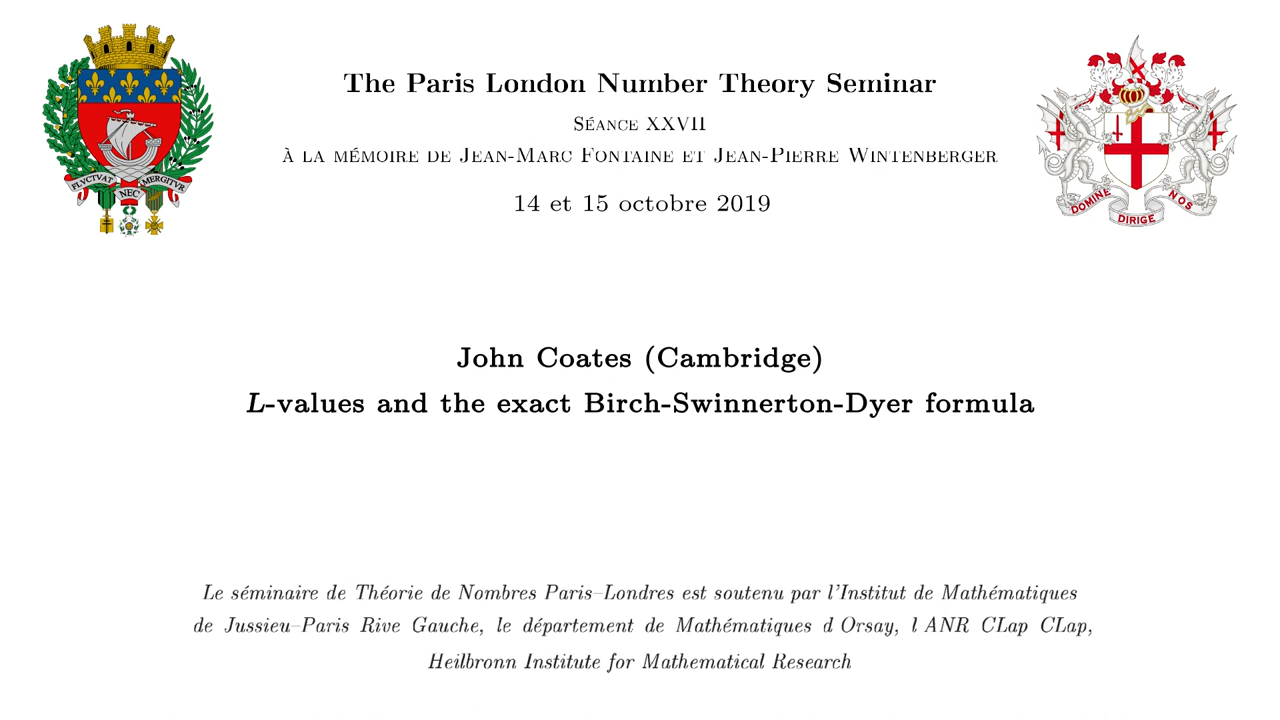 The Paris London Number Theory Seminar
Séance XXVII
à la mémoire de Jean-Marc Fontaine et Jean-Pierre Wintenberger
14 et 15 octobre 2019
FLVCTVAT NEC MERGITVR
DOMINE DIRIGE NOS
John Coates (Cambridge)
L-values and the exact Birch-Swinnerton-Dyer formula
Le séminaire de Théorie de Nombres Paris–Londres est soutenu par l'Institut de Mathématiques
de Jussieu–Paris Rive Gauche, le département de Mathématiques d Orsay, l ANR CLap CLap,
Heilbronn Institute for Mathematical Research